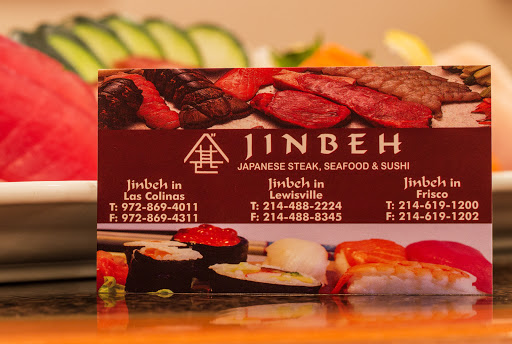 JINBEH
JAPANESE STEAK, SEAFOOD & SUSHI
Jinbeh in
Las Colinas
T: 972-869-4011
F: 972-869-4311
Jinbeh in
Lewisville
T: 214-488-2224
F: 214-488-8345
Jinbeh in
Frisco
T: 214-619-1200
F: 214-619-1202